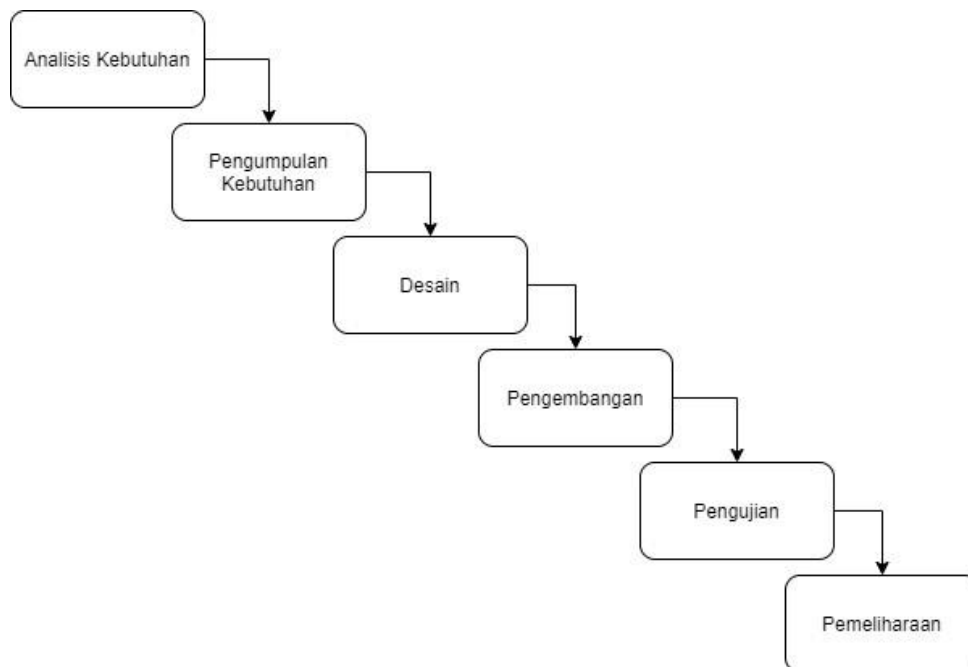 Analisis Kebutuhan
Pengumpulan
Kebutuhan
Desain
Pengembangan
Pengujian
Pemeliharaan